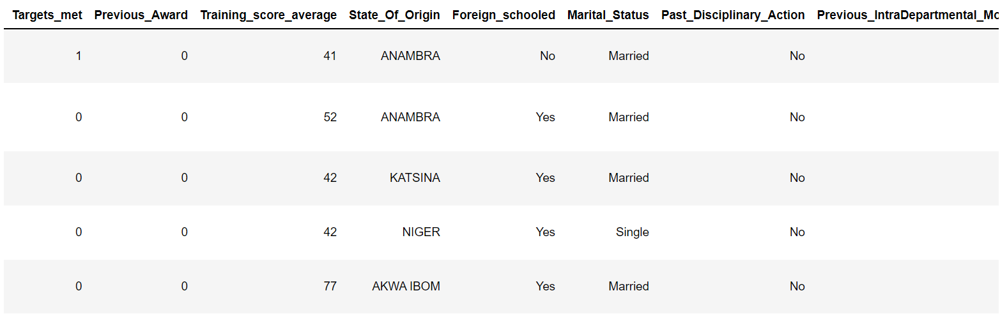 Targets_met Previous_Award Training_score_average State_Of_Origin Foreign_schooled Marital_Status Past_Disciplinary_Action Previous_IntraDepartmental_Mo
1 0 41 ANAMBRA No Married No
0 0 52 ANAMBRA Yes Married No
0 0 42 KATSINA Yes Married No
0 0 42 NIGER Yes Single No
0 0 77 AKWA IBOM Yes Married No